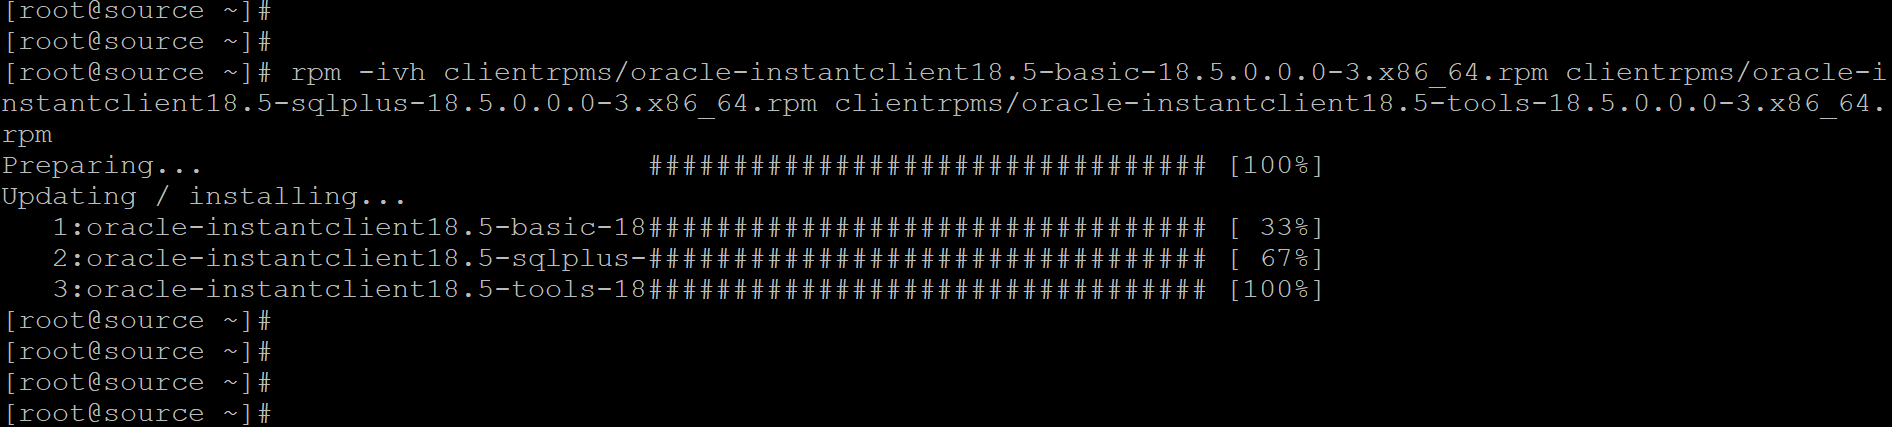 [root@source ~]#
[root@source ~]#
[root@source ~]# rpm -ivh clientrpms/oracle-instantclient18.5-basic-18.5.0.0.0-3.x86_64.rpm clientrpms/oracle-i
nstantclient18.5-sqlplus-18.5.0.0.0-3.x86_64.rpm clientrpms/oracle-instantclient18.5-tools-18.5.0.0.0-3.x86_64.
rpm
Preparing...                          ################################# [100%]
Updating / installing...
   1:oracle-instantclient18.5-basic-18################################# [ 33%]
   2:oracle-instantclient18.5-sqlplus-################################# [ 67%]
   3:oracle-instantclient18.5-tools-18################################# [100%]
[root@source ~]#
[root@source ~]#
[root@source ~]#
[root@source ~]#